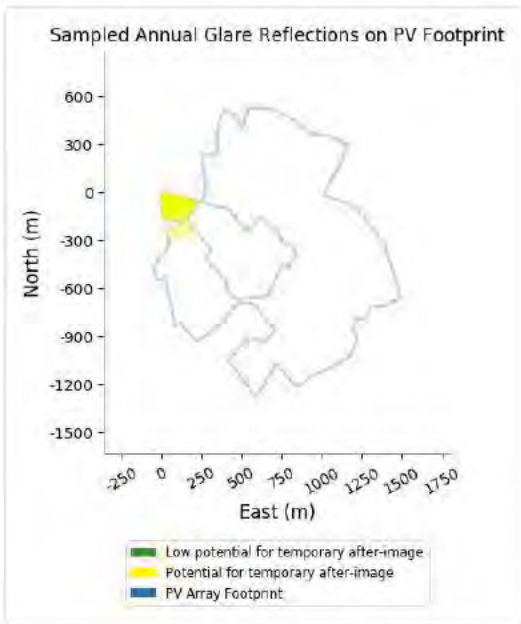 Sampled Annual Glare Reflections on PV Footprint
600
300
0
-300
-600
-900
-1200
-1500
North (m)
-250
0
250
500
750
1000
1250
1500
1750
East (m)
Low potential for temporary after-image
Potential for temporary after-image
PV Array Footprint